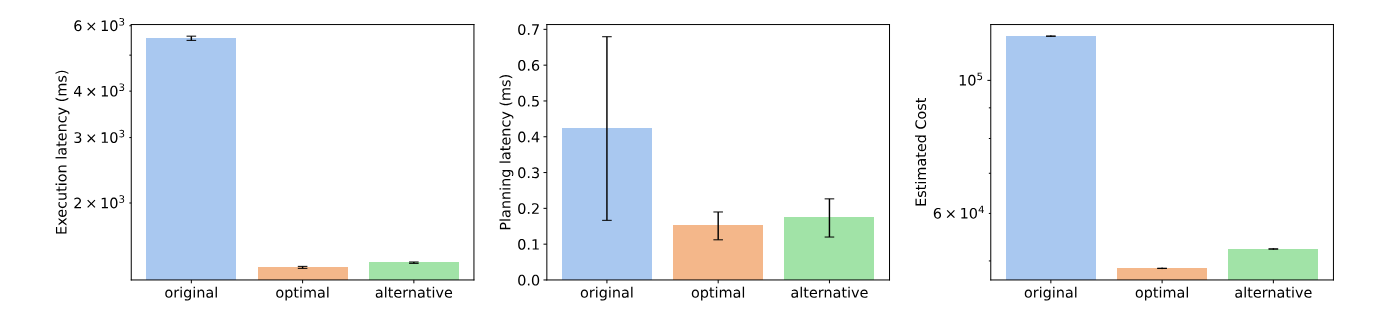 Execution latency (ms)
6 × 10³
4 × 10³
3 × 10³
2 × 10³
original optimal alternative
Planning latency (ms)
0.7
0.6
0.5
0.4
0.3
0.2
0.1
0.0
original optimal alternative
Estimated Cost
10⁵
6 × 10⁴
original optimal alternative